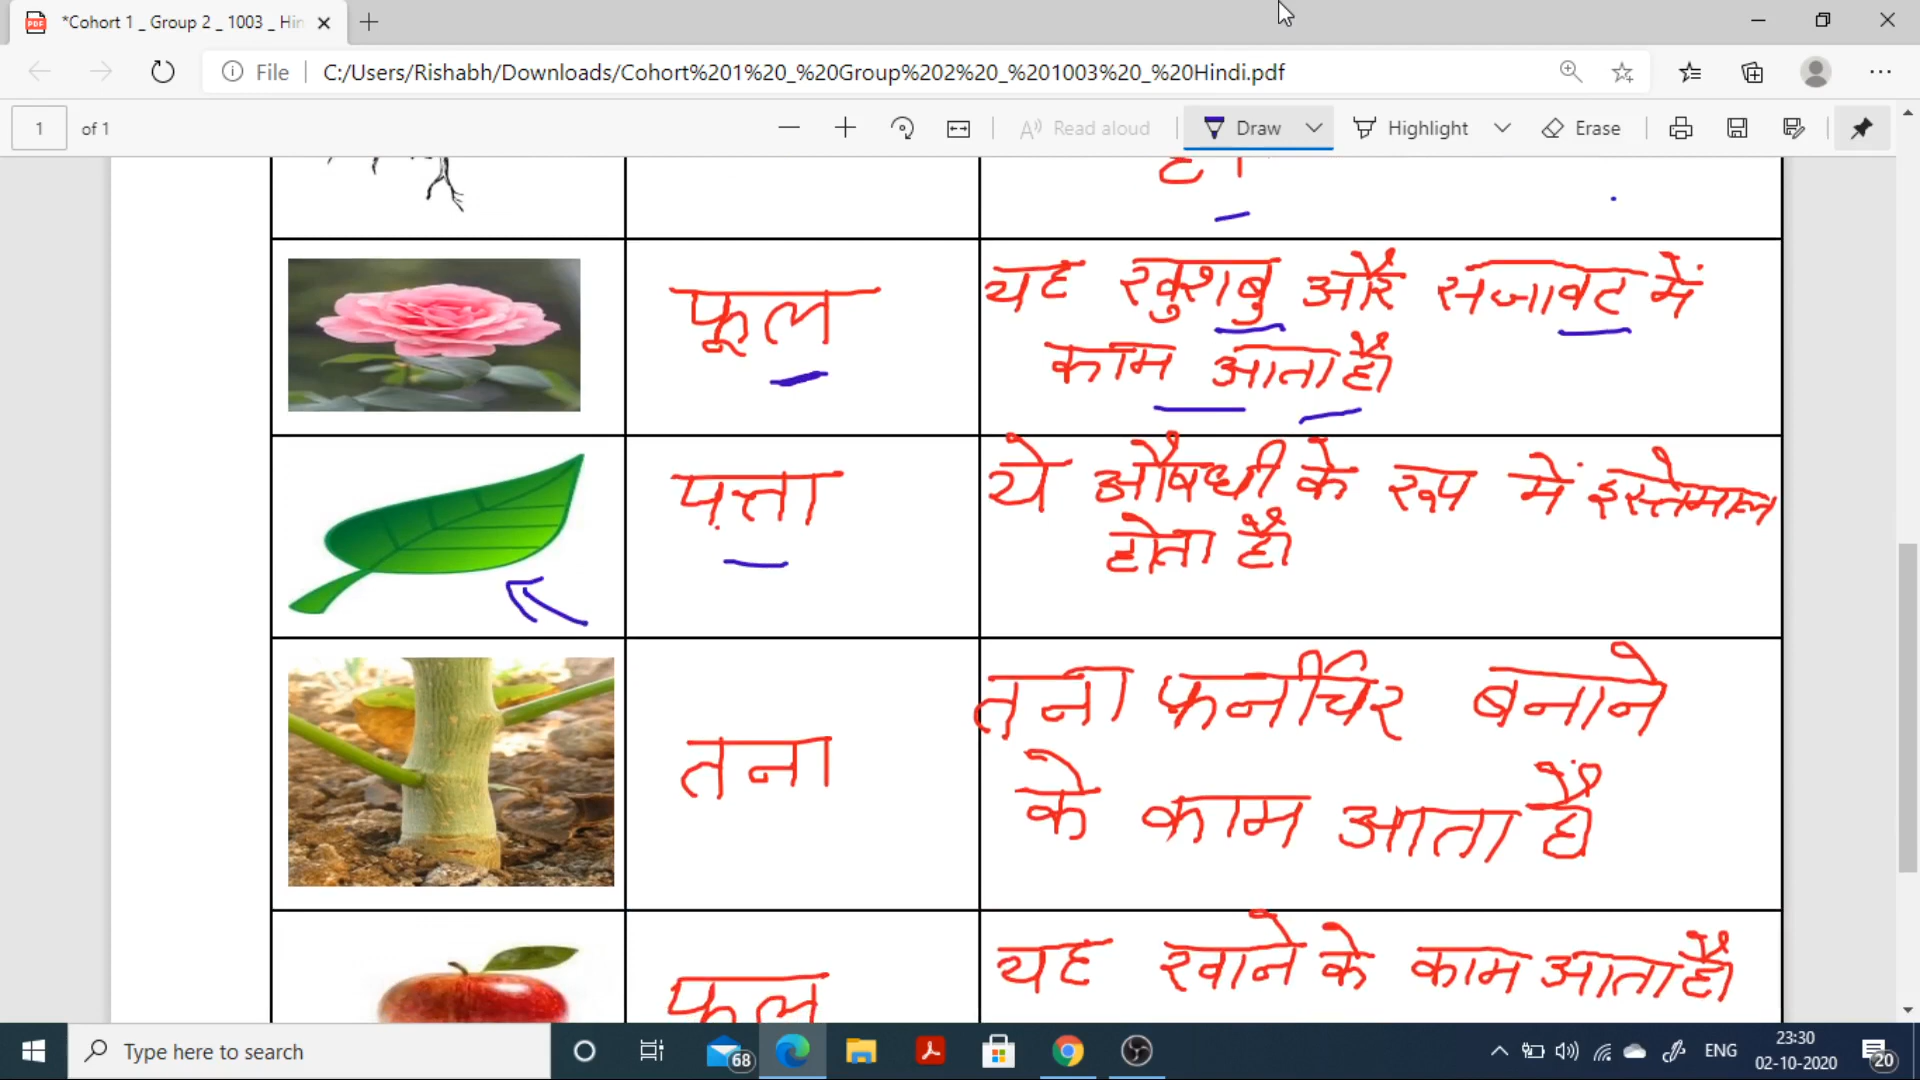 *Cohort 1 _ Group 2 _ 1003 _ Hin
File C:/Users/Rishabh/Downloads/Cohort%201%20_%20Group%202%20_%201003%20_%20Hindi.pdf
1 of 1 Read aloud Draw Highlight Erase
है।
फूल
यह खुशबु और सजावट में
काम आता है।
पत्ता
ये औषधी के रूप में इस्तेमाल
होता है।
तना
तना फर्नीचर बनाने
के काम आता है
फल
यह खाने के काम आता है।
Type here to search
68
ENG
23:30
02-10-2020
20